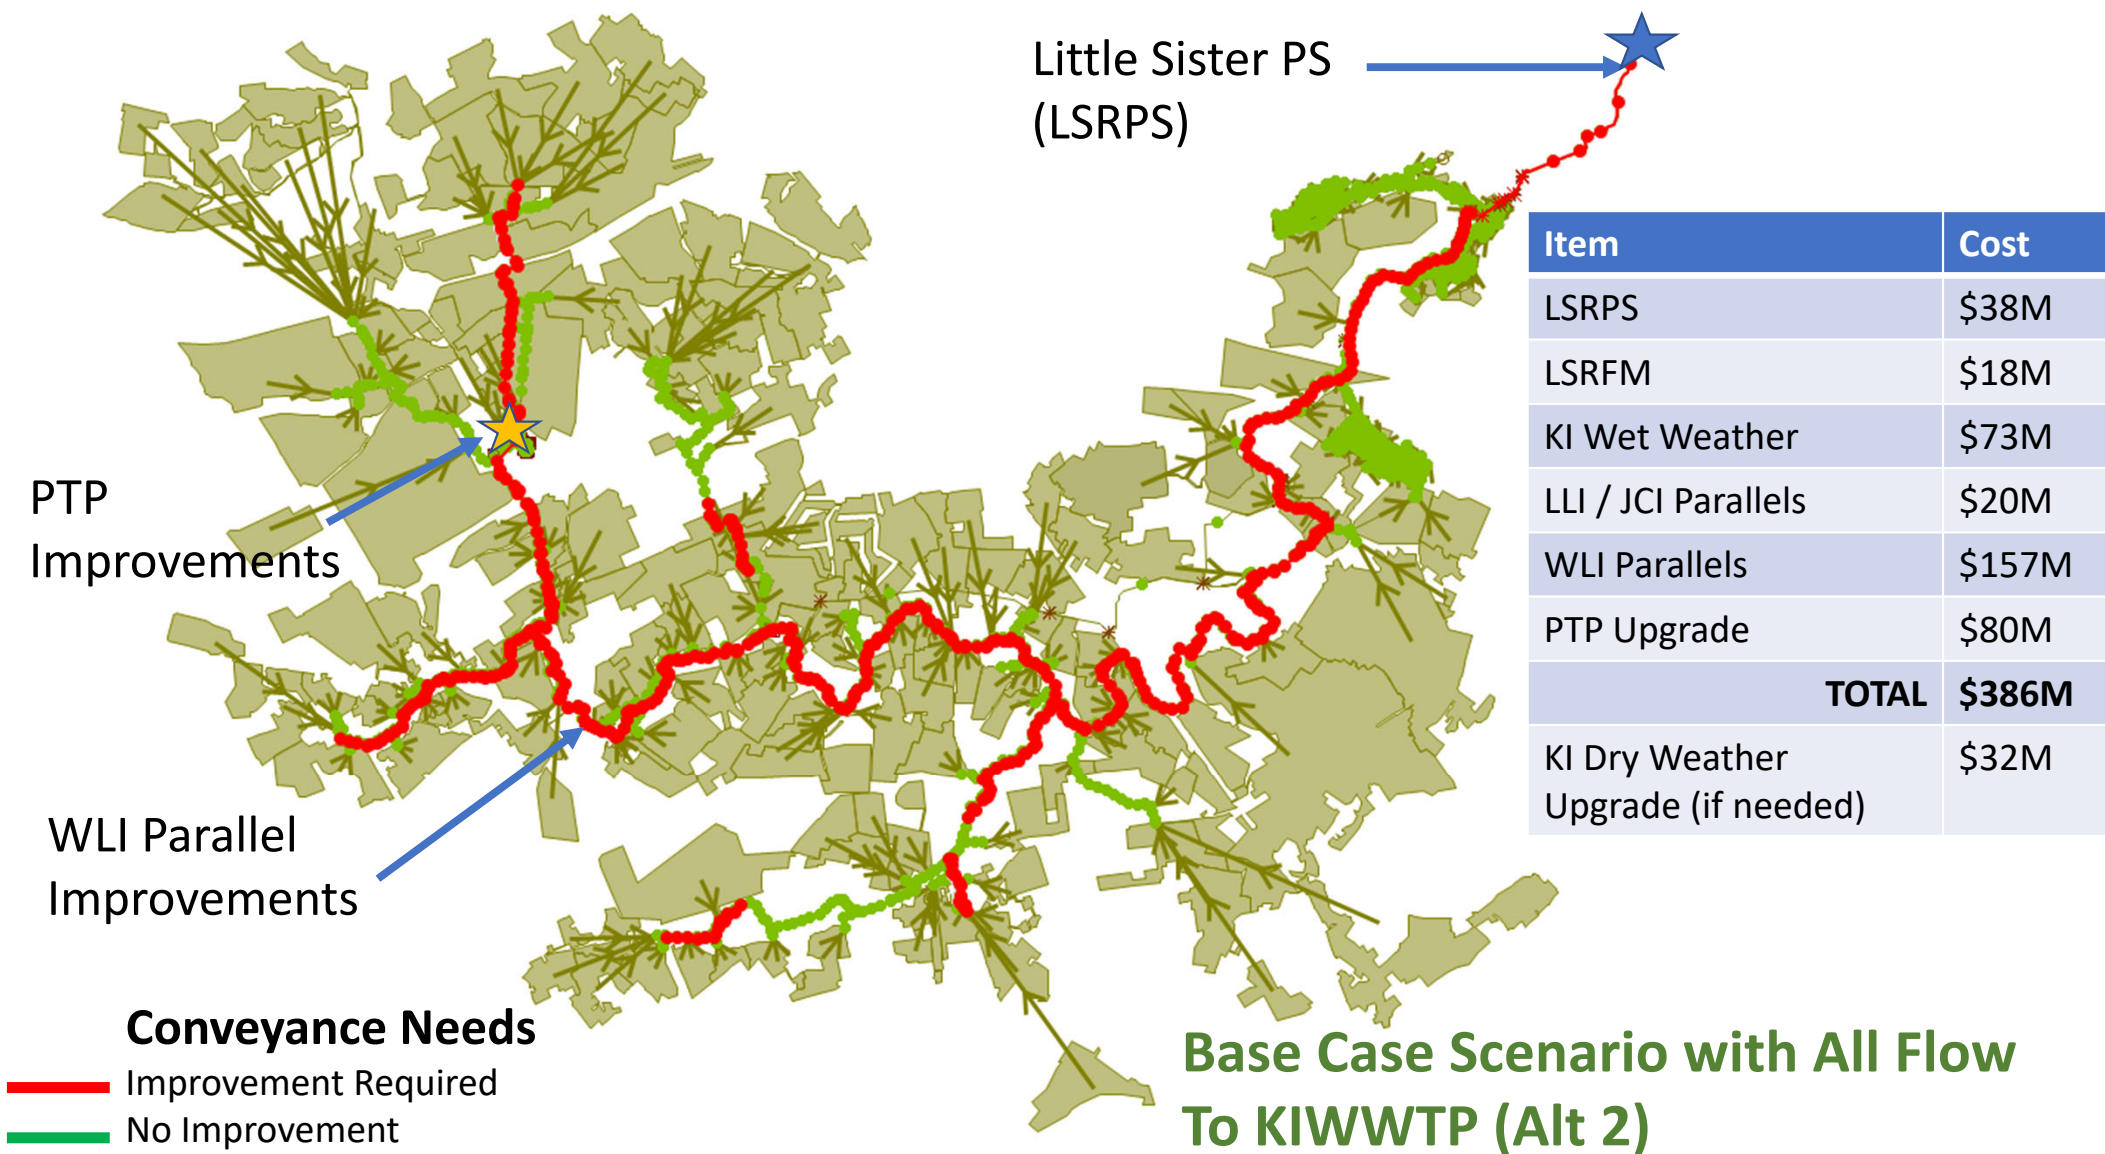 Little Sister PS
(LSRPS)
Item Cost
LSRPS $38M
LSRFM $18M
KI Wet Weather $73M
LLI / JCI Parallels $20M
WLI Parallels $157M
PTP Upgrade $80M
TOTAL $386M
KI Dry Weather $32M
Upgrade (if needed)
PTP
Improvements
WLI Parallel
Improvements
Conveyance Needs
Improvement Required
No Improvement
Base Case Scenario with All Flow
To KIWWTP (Alt 2)